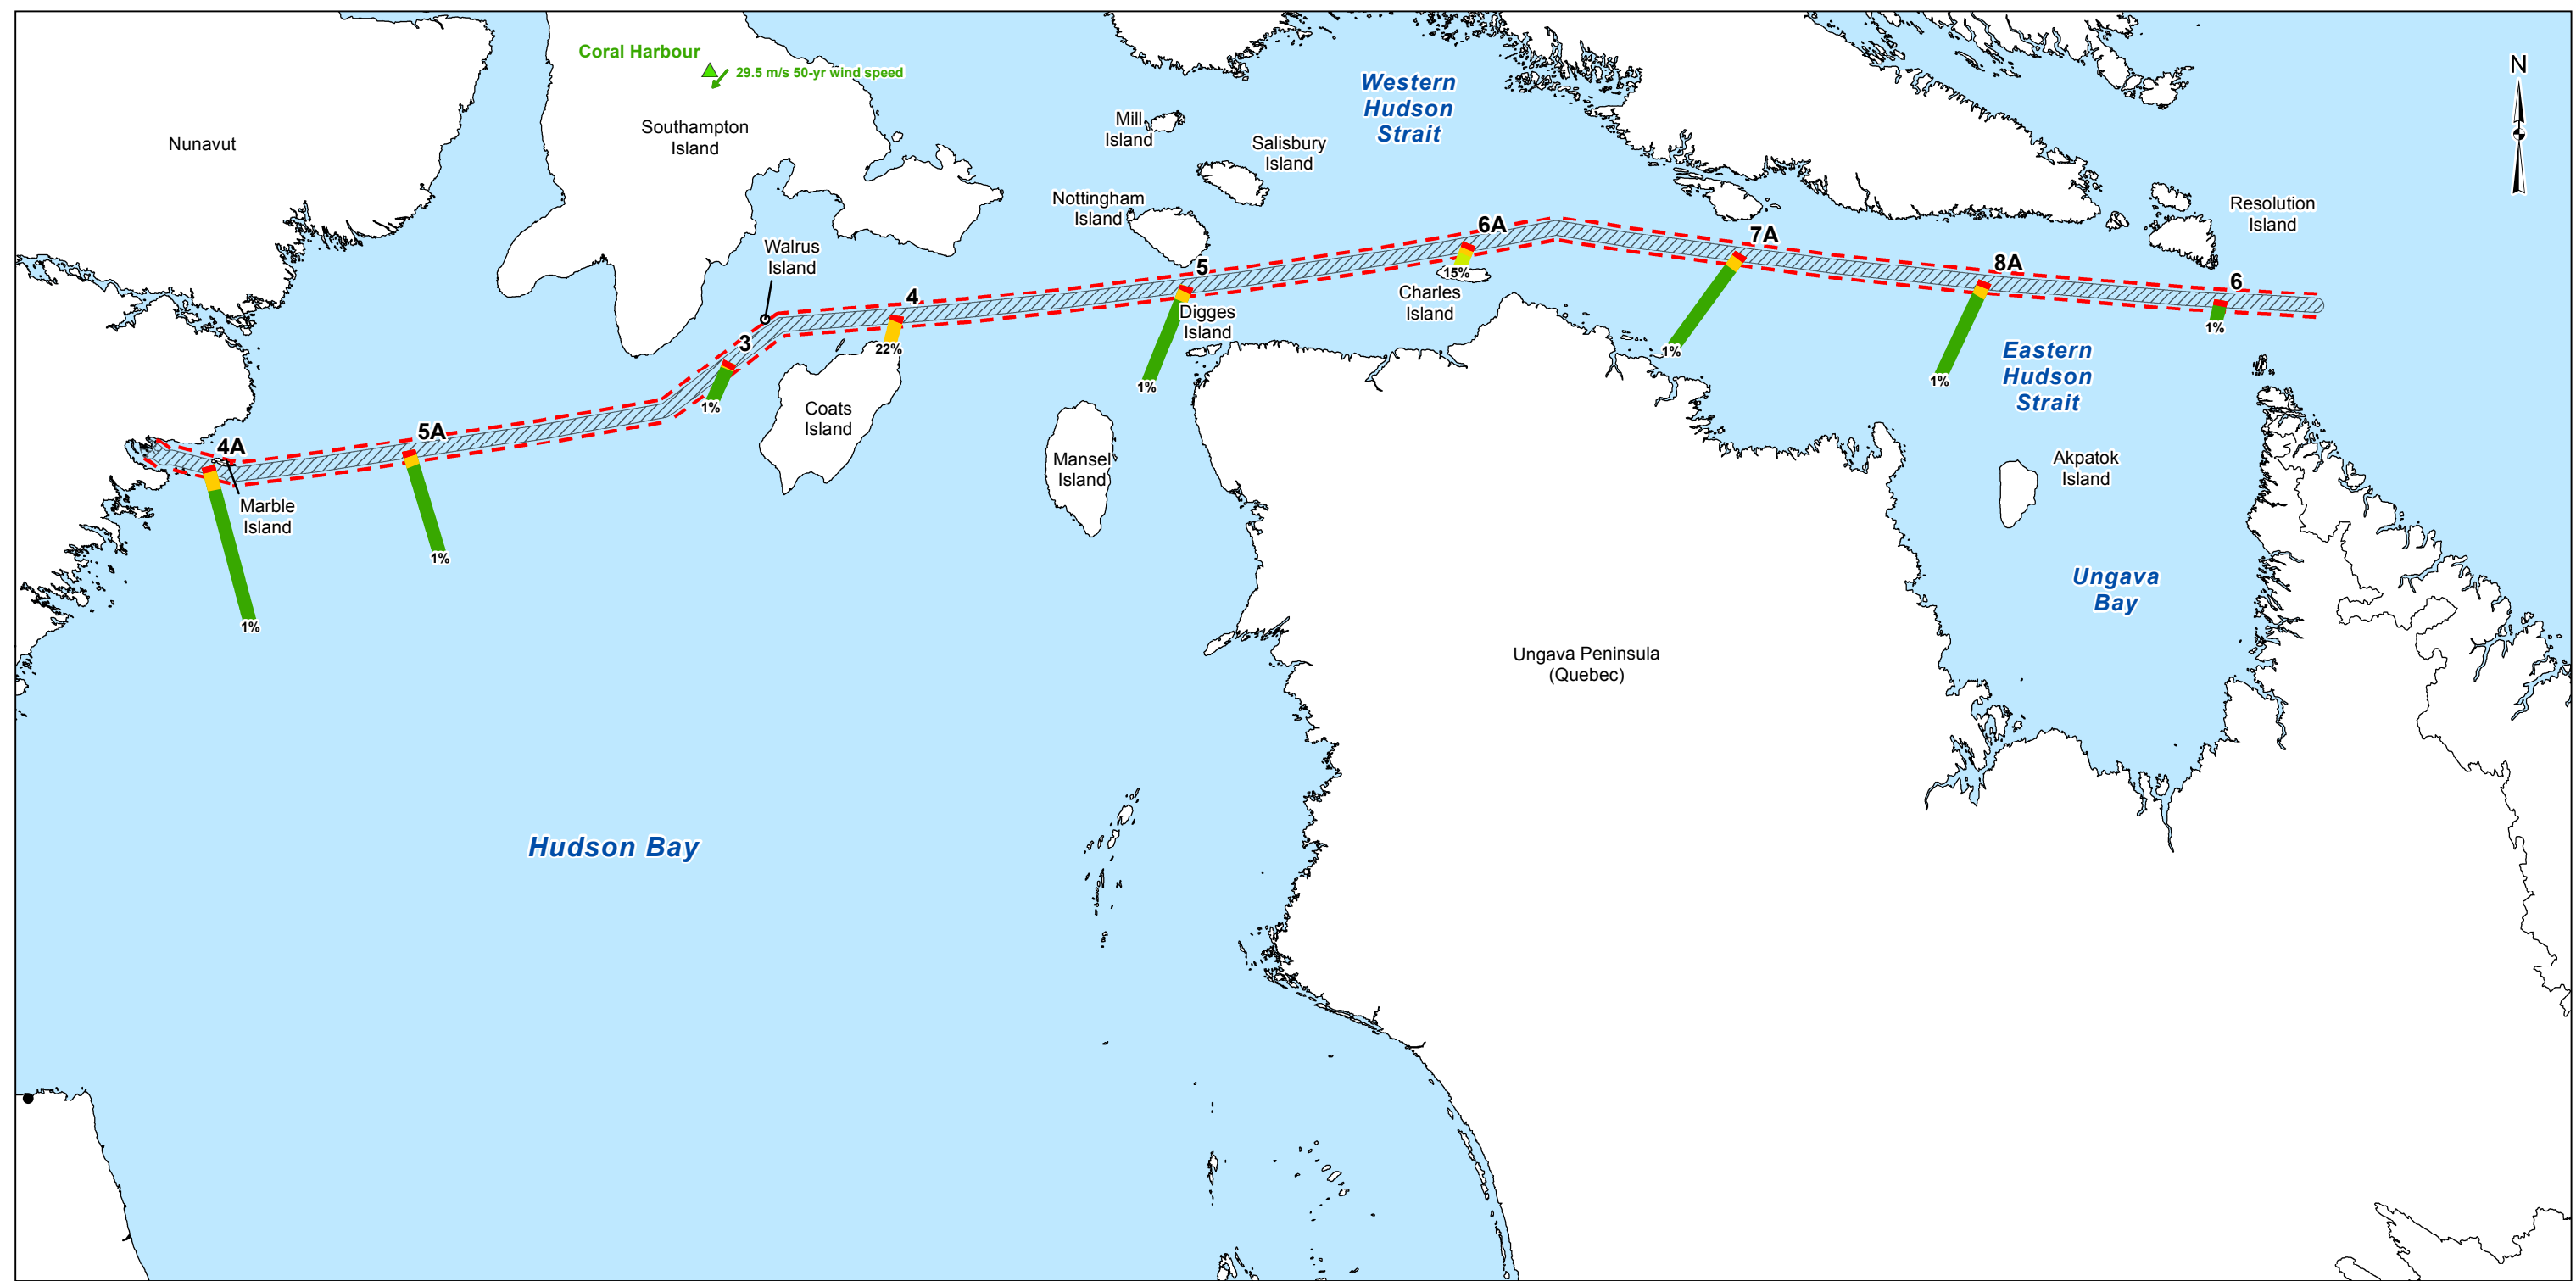 Coral Harbour
29.5 m/s 50-yr wind speed
N
Western
Hudson
Strait
Nunavut
Southampton
Island
Mill
Island
Salisbury
Island
Nottingham
Island
Resolution
Island
Walrus
Island
6A
7A
8A
6
5
4
3
15%
Charles
Island
Digges
Island
1%
22%
1%
1%
1%
1%
Eastern
Hudson
Strait
1%
Coats
Island
4A
5A
Mansel
Island
Akpatok
Island
Marble
Island
1%
1%
Ungava
Bay
Ungava Peninsula
(Quebec)
Hudson Bay